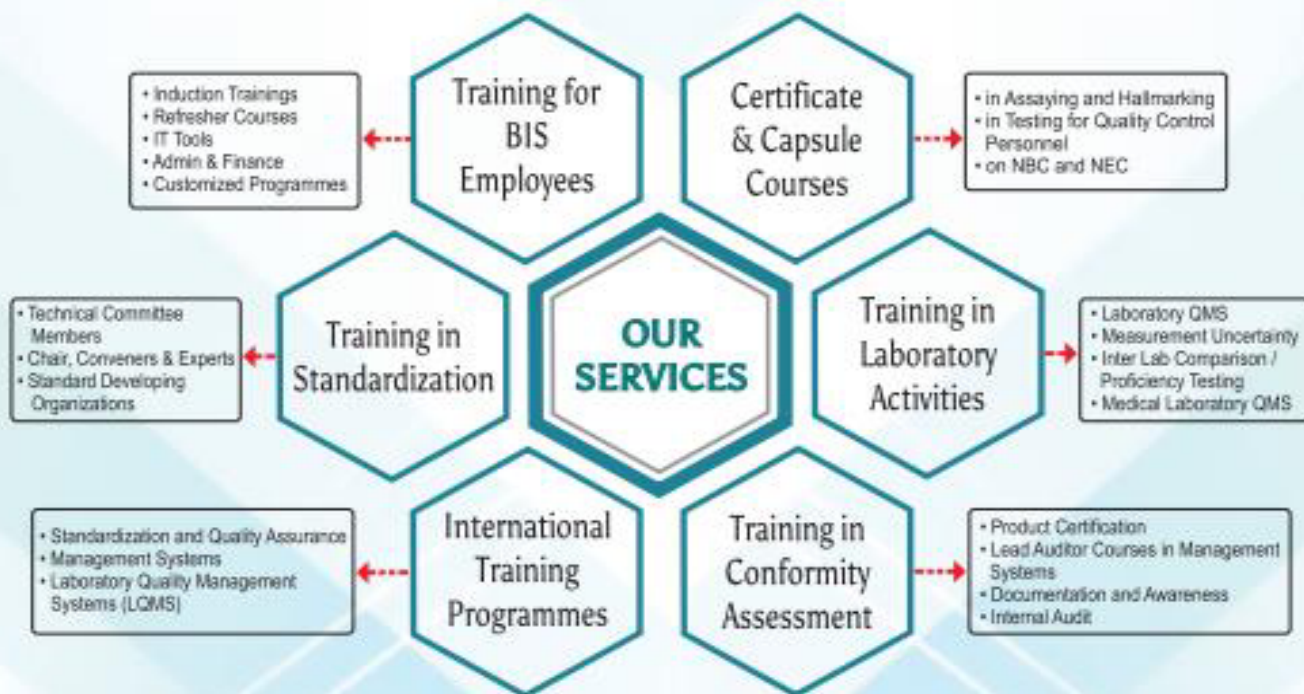 Training for
BIS
Employees
• Induction Trainings
• Refresher Courses
• IT Tools
• Admin & Finance
• Customized Programmes
Certificate
& Capsule
Courses
• in Assaying and Hallmarking
• in Testing for Quality Control
Personnel
• on NBC and NEC
Training in
Standardization
• Technical Committee
Members
• Chair, Conveners & Experts
• Standard Developing
Organizations
OUR
SERVICES
Training in
Laboratory
Activities
• Laboratory QMS
• Measurement Uncertainty
• Inter Lab Comparison /
Proficiency Testing
• Medical Laboratory QMS
International
Training
Programmes
• Standardization and Quality Assurance
• Management Systems
• Laboratory Quality Management
Systems (LQMS)
Training in
Conformity
Assessment
• Product Certification
• Lead Auditor Courses in Management
Systems
• Documentation and Awareness
• Internal Audit